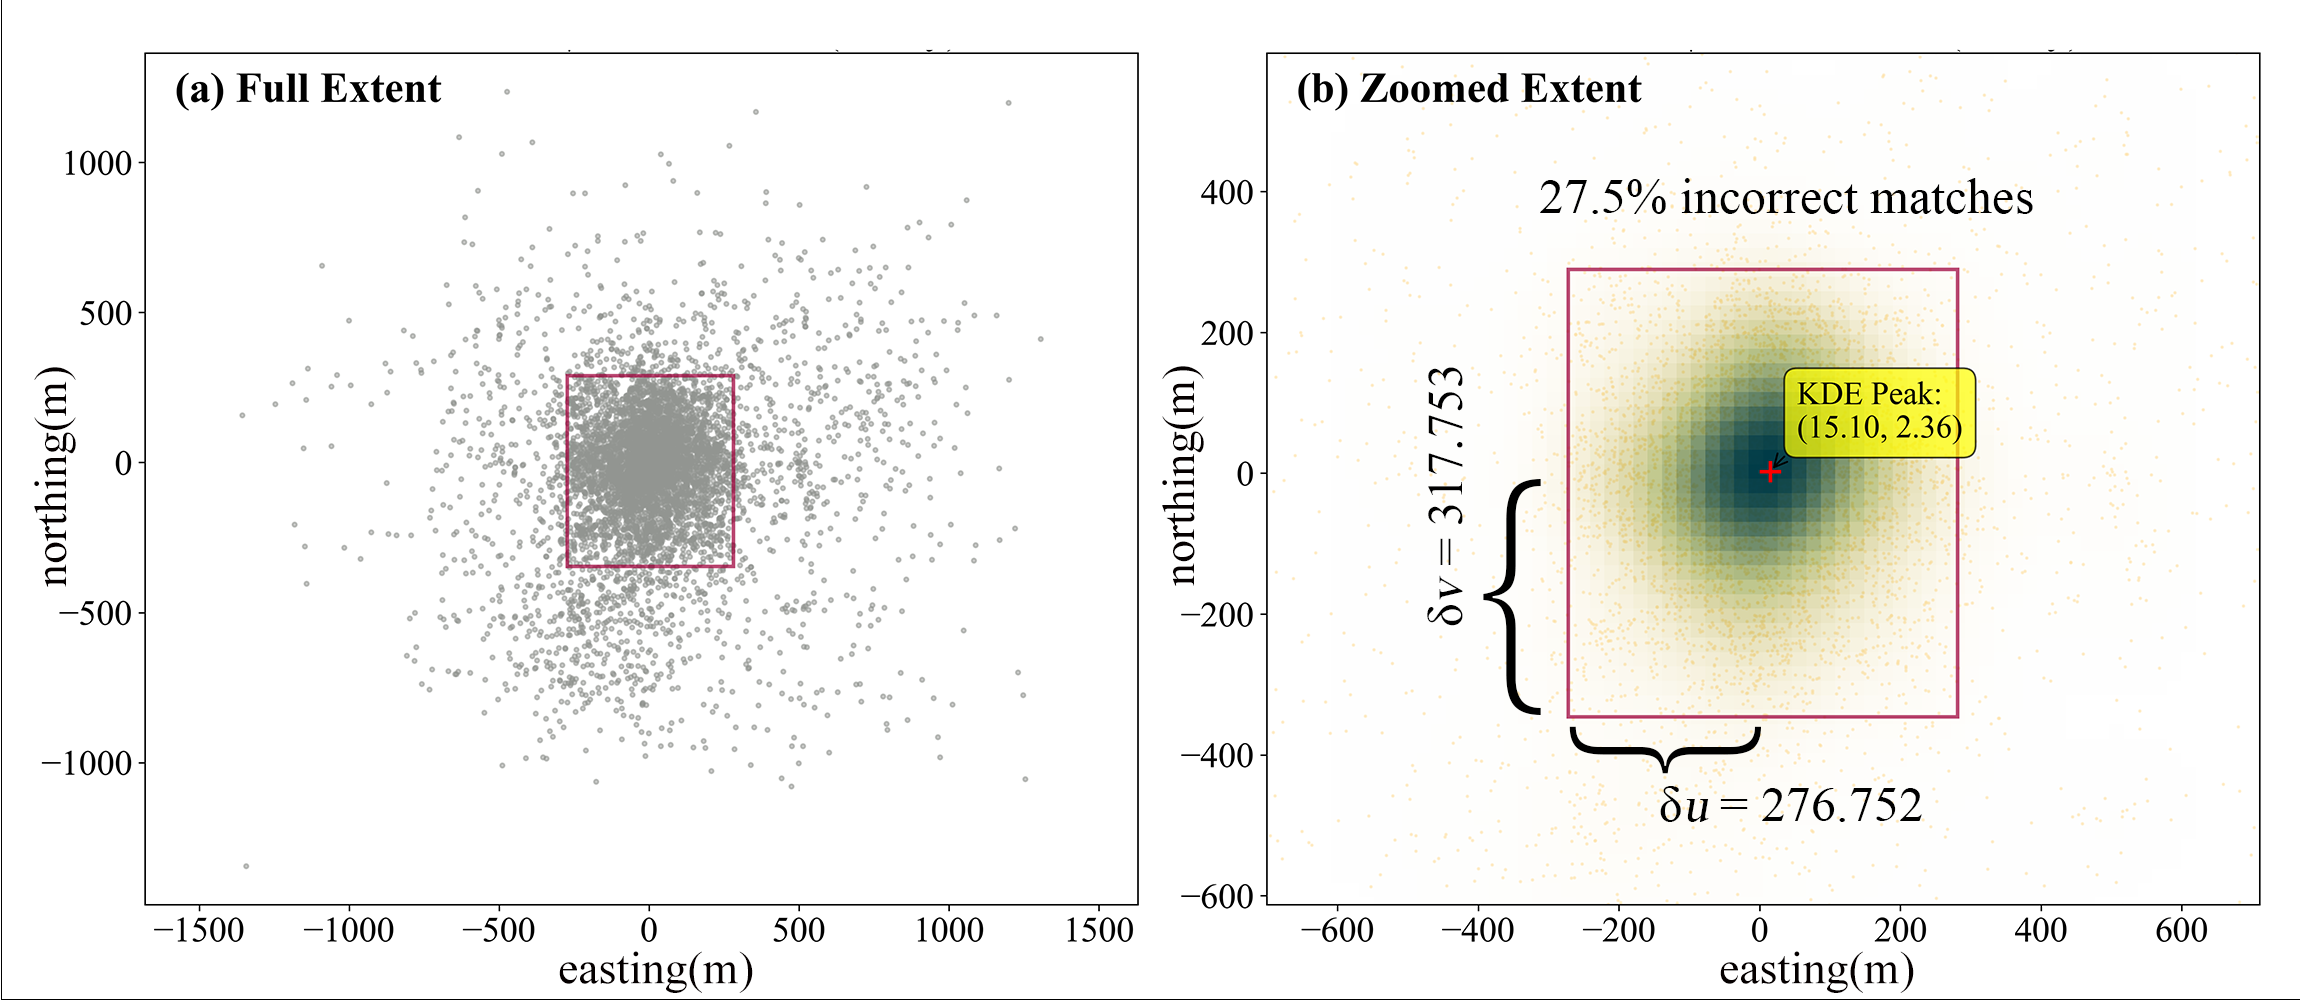 (a) Full Extent
1000
500
0
−500
−1000
northing(m)
−1500
−1000
−500
0
500
1000
1500
easting(m)
(b) Zoomed Extent
27.5% incorrect matches
KDE Peak:
(15.10, 2.36)
δv = 317.753
δu = 276.752
400
200
0
−200
−400
−600
northing(m)
−600
−400
−200
0
200
400
600
easting(m)